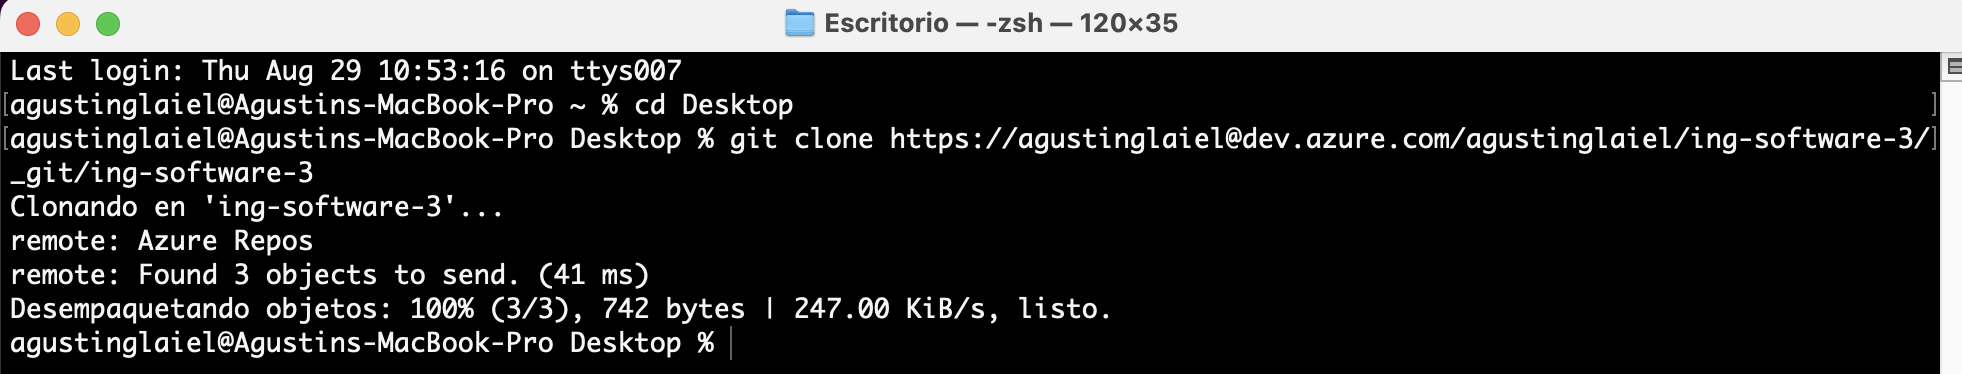 Escritorio — -zsh — 120×35
Last login: Thu Aug 29 10:53:16 on ttys007
[agustinglaiel@Agustins-MacBook-Pro ~ % cd Desktop ]
[agustinglaiel@Agustins-MacBook-Pro Desktop % git clone https://agustinglaiel@dev.azure.com/agustinglaiel/ing-software-3/]
_git/ing-software-3
Clonando en 'ing-software-3'...
remote: Azure Repos
remote: Found 3 objects to send. (41 ms)
Desempaquetando objetos: 100% (3/3), 742 bytes | 247.00 KiB/s, listo.
agustinglaiel@Agustins-MacBook-Pro Desktop %